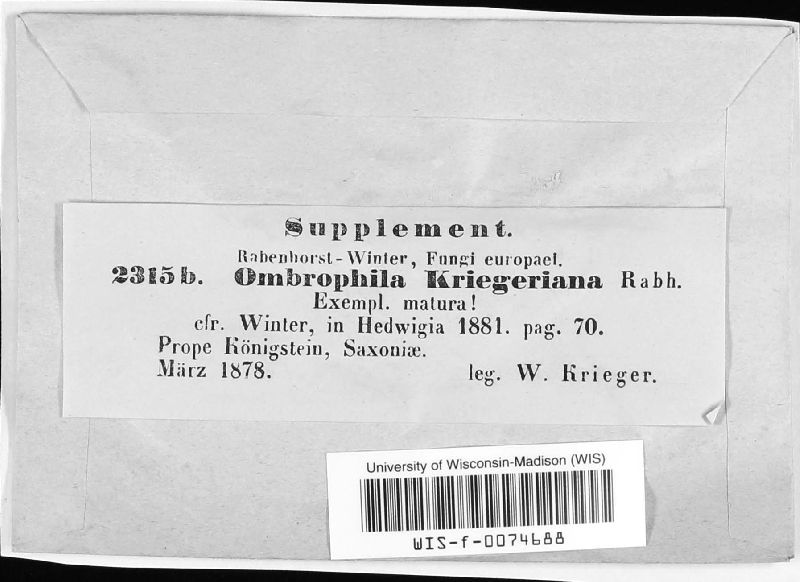 Supplement.
Rabenhorst-Winter, Fungi europaei.
2315b. Ombrophila Kriegeriana Rabh.
Exempl. matura!
cfr. Winter, in Hedwigia 1881. pag. 70.
Prope Königstein, Saxoniæ.
März 1878. leg. W. Krieger.
University of Wisconsin-Madison (WIS)
WIS-f-0074688